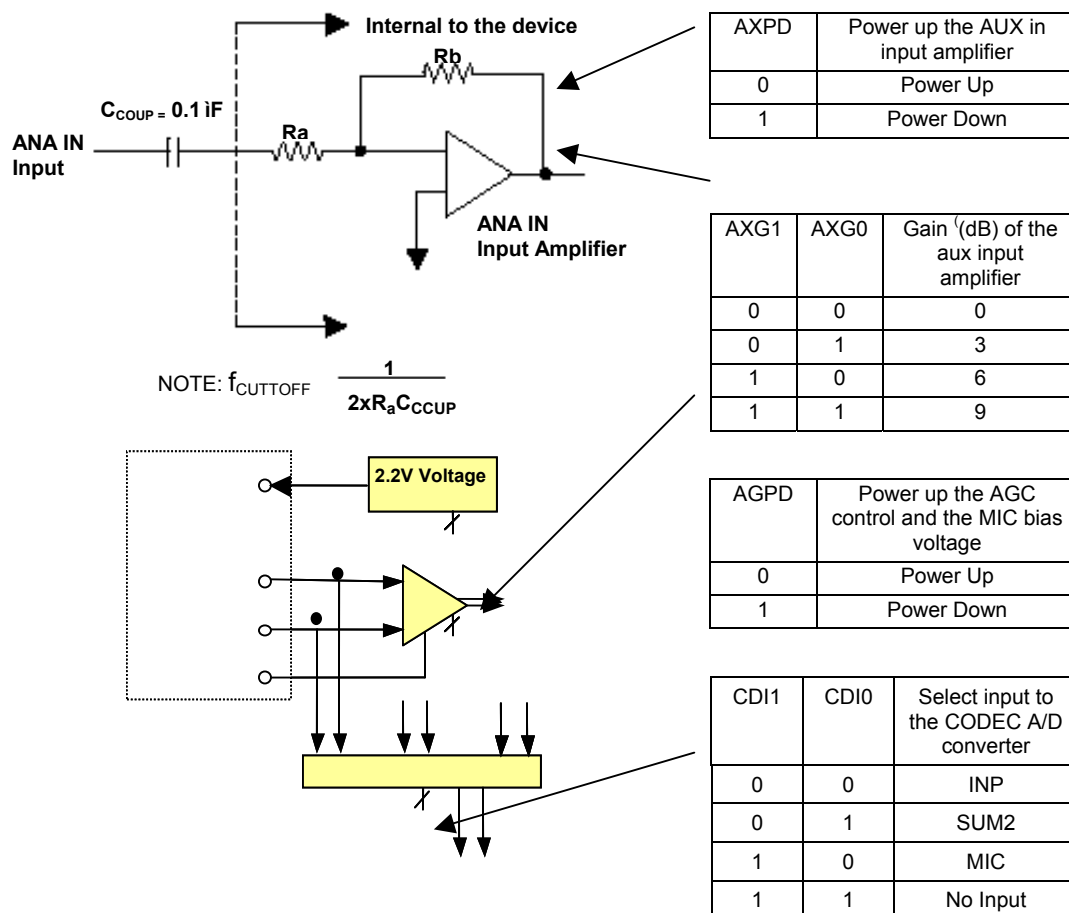 Internal to the device
Rb
C_COUP = 0.1 ìF
Ra
ANA IN
Input
ANA IN
Input Amplifier
NOTE: f_CUTTOFF 1
2xR_aC_CCUP
2.2V Voltage
AXPD Power up the AUX in
input amplifier
0 Power Up
1 Power Down
AXG1 AXG0 Gain ⁽(dB) of the
aux input
amplifier
0 0 0
0 1 3
1 0 6
1 1 9
AGPD Power up the AGC
control and the MIC bias
voltage
0 Power Up
1 Power Down
CDI1 CDI0 Select input to
the CODEC A/D
converter
0 0 INP
0 1 SUM2
1 0 MIC
1 1 No Input